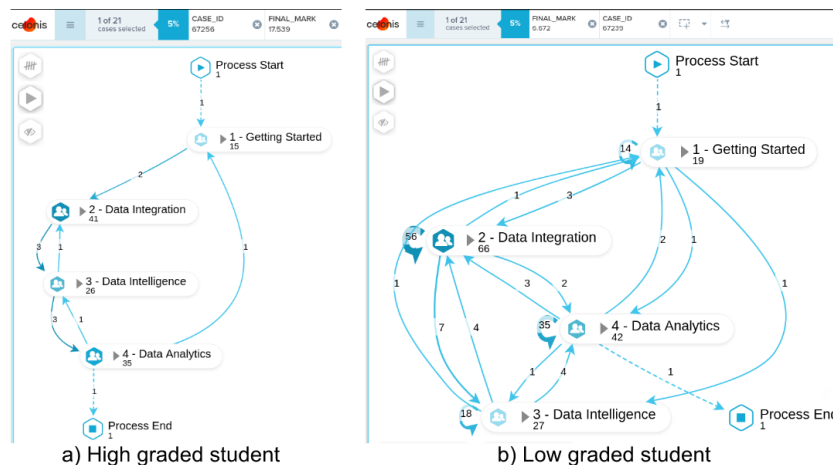 celonis
1 of 21
cases selected
5%
CASE_ID
67256
FINAL_MARK
17.539
Process Start
1
1
1 - Getting Started
15
2
2 - Data Integration
41
3
1
1
3 - Data Intelligence
26
3
1
4 - Data Analytics
35
1
Process End
1
a) High graded student
celonis
1 of 21
cases selected
5%
FINAL_MARK
6.672
CASE_ID
67239
Process Start
1
1
14
1 - Getting Started
19
1
3
56
2 - Data Integration
66
2
1
1
1
3
2
35
4 - Data Analytics
42
7
4
1
4
1
18
3 - Data Intelligence
27
Process End
1
b) Low graded student